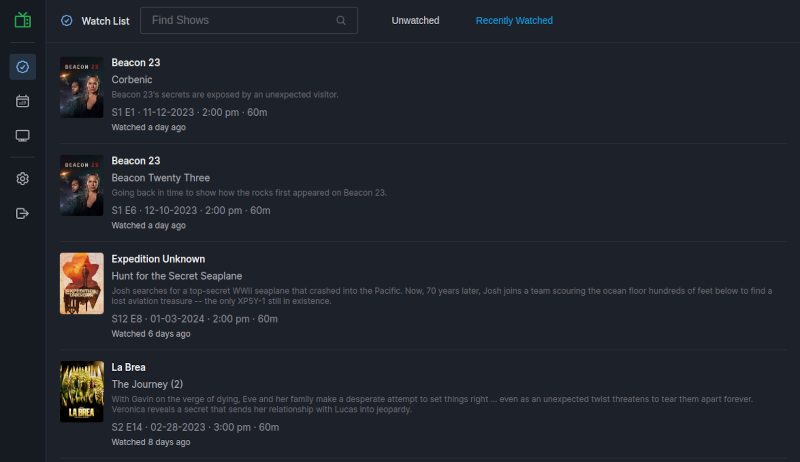 Watch List
Find Shows
Unwatched
Recently Watched
BEACON 23
Beacon 23
Corbenic
Beacon 23's secrets are exposed by an unexpected visitor.
S1 E1 · 11-12-2023 · 2:00 pm · 60m
Watched a day ago
BEACON 23
Beacon 23
Beacon Twenty Three
Going back in time to show how the rocks first appeared on Beacon 23.
S1 E6 · 12-10-2023 · 2:00 pm · 60m
Watched a day ago
EXPEDITION
UNKNOWN
Expedition Unknown
Hunt for the Secret Seaplane
Josh searches for a top-secret WWII seaplane that crashed into the Pacific. Now, 70 years later, Josh joins a team scouring the ocean floor hundreds of feet below to find a
lost aviation treasure -- the only XP5Y-1 still in existence.
S12 E8 · 01-03-2024 · 2:00 pm · 60m
Watched 6 days ago
LA BREA
La Brea
The Journey (2)
With Gavin on the verge of dying, Eve and her family make a desperate attempt to set things right ... even as an unexpected twist threatens to tear them apart forever.
Veronica reveals a secret that sends her relationship with Lucas into jeopardy.
S2 E14 · 02-28-2023 · 3:00 pm · 60m
Watched 8 days ago